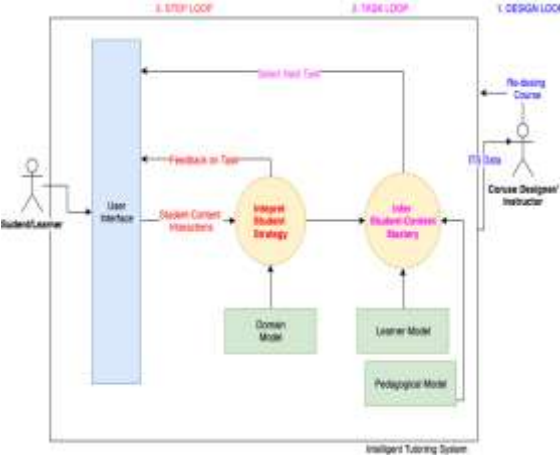 3. STEP LOOP
2. TASK LOOP
1. DESIGN LOOP
Select Next Task
Re-desing
Course
Feedback on Task
ITS Data
Coruse Designer/
Instructor
Student/Learner
User
Interface
Student-Content
Interactions
Interpret
Student
Strategy
Infer
Student-Content
Mastery
Domain
Model
Learner Model
Pedagogical Model
Intelligent Tutoring System